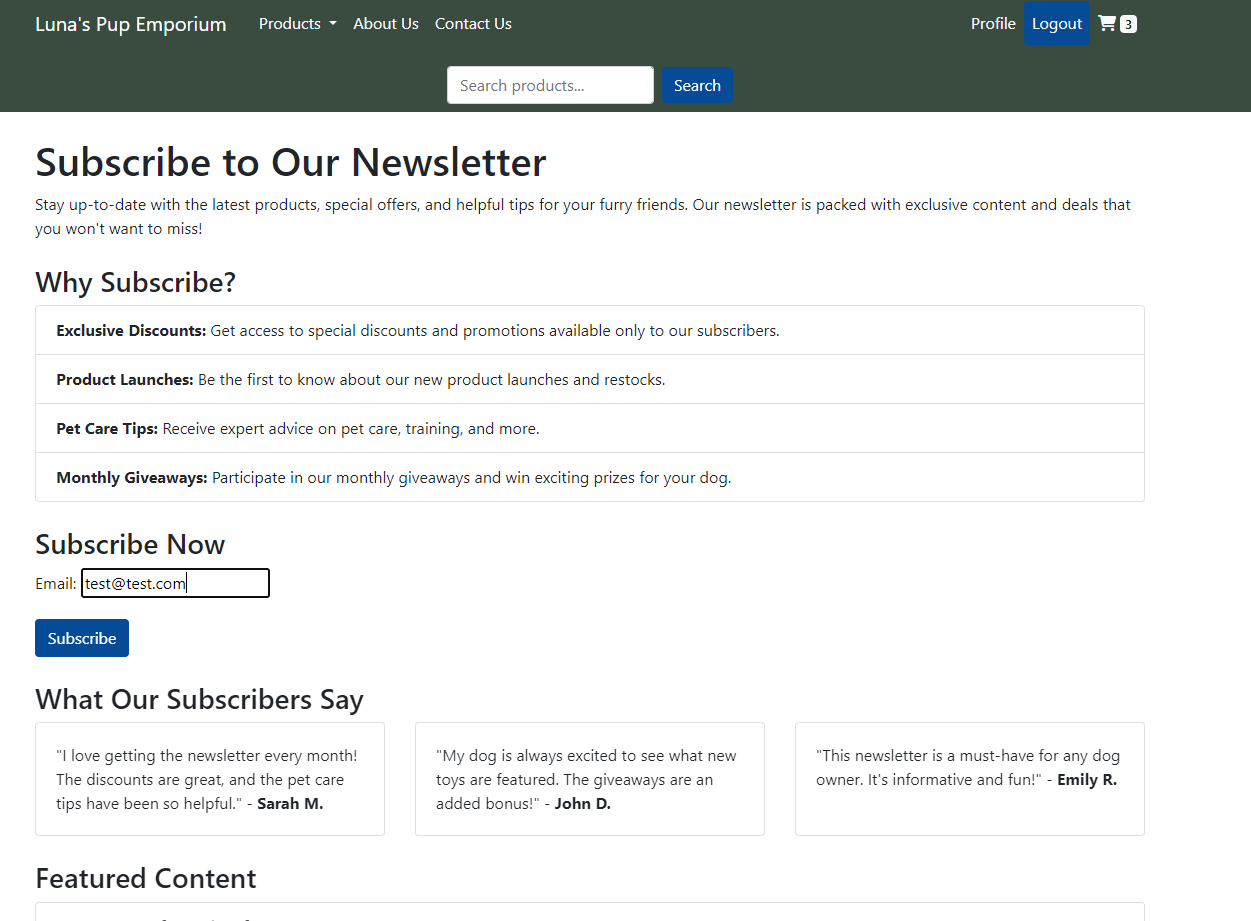 Luna's Pup Emporium Products About Us Contact Us Profile Logout 3
Search products... Search
Subscribe to Our Newsletter
Stay up-to-date with the latest products, special offers, and helpful tips for your furry friends. Our newsletter is packed with exclusive content and deals that
you won't want to miss!
Why Subscribe?
Exclusive Discounts: Get access to special discounts and promotions available only to our subscribers.
Product Launches: Be the first to know about our new product launches and restocks.
Pet Care Tips: Receive expert advice on pet care, training, and more.
Monthly Giveaways: Participate in our monthly giveaways and win exciting prizes for your dog.
Subscribe Now
Email: test@test.com
Subscribe
What Our Subscribers Say
"I love getting the newsletter every month!
The discounts are great, and the pet care
tips have been so helpful." - Sarah M.
"My dog is always excited to see what new
toys are featured. The giveaways are an
added bonus!" - John D.
"This newsletter is a must-have for any dog
owner. It's informative and fun!" - Emily R.
Featured Content